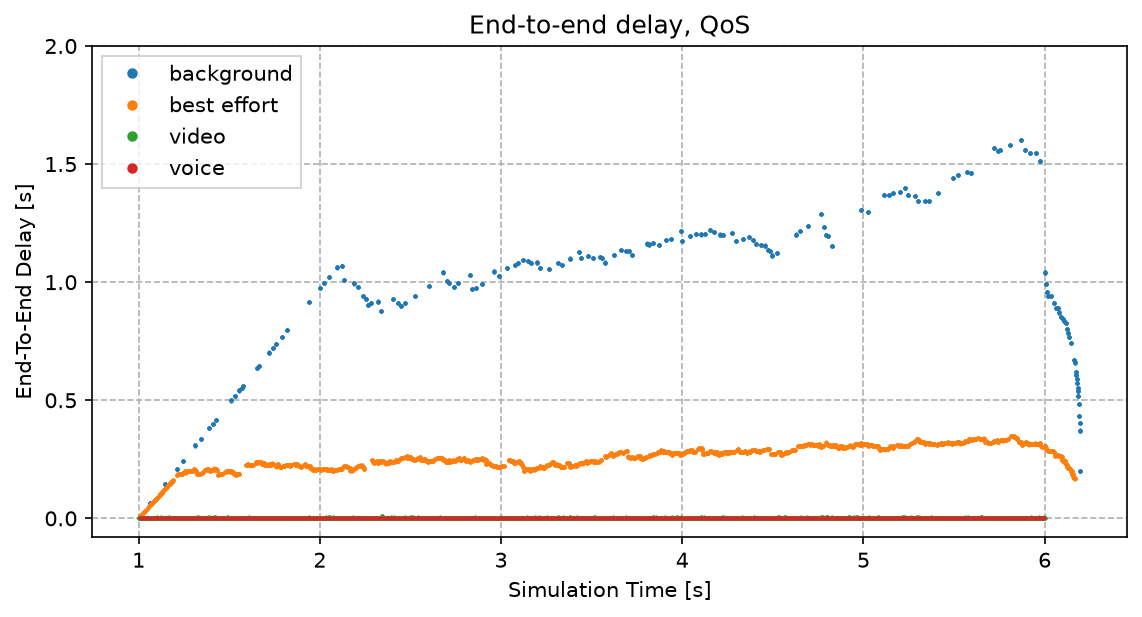 End-to-end delay, QoS
2.0
1.5
1.0
0.5
0.0
End-To-End Delay [s]
background
best effort
video
voice
1 2 3 4 5 6
Simulation Time [s]